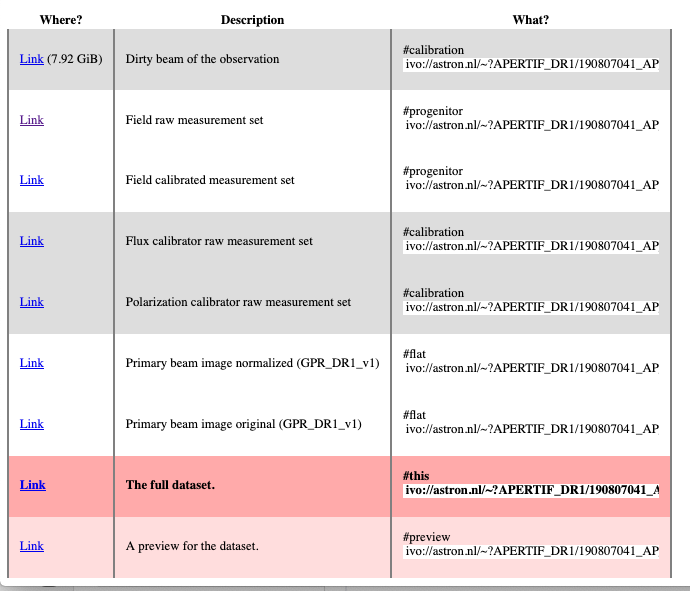 Where? Description What?
Link (7.92 GiB) Dirty beam of the observation #calibration
ivo://astron.nl/~?APERTIF_DR1/190807041_AP
Link Field raw measurement set #progenitor
ivo://astron.nl/~?APERTIF_DR1/190807041_AP
Link Field calibrated measurement set #progenitor
ivo://astron.nl/~?APERTIF_DR1/190807041_AP
Link Flux calibrator raw measurement set #calibration
ivo://astron.nl/~?APERTIF_DR1/190807041_AP
Link Polarization calibrator raw measurement set #calibration
ivo://astron.nl/~?APERTIF_DR1/190807041_AP
Link Primary beam image normalized (GPR_DR1_v1) #flat
ivo://astron.nl/~?APERTIF_DR1/190807041_AP
Link Primary beam image original (GPR_DR1_v1) #flat
ivo://astron.nl/~?APERTIF_DR1/190807041_AP
Link The full dataset. #this
ivo://astron.nl/~?APERTIF_DR1/190807041_A
Link A preview for the dataset. #preview
ivo://astron.nl/~?APERTIF_DR1/190807041_AP